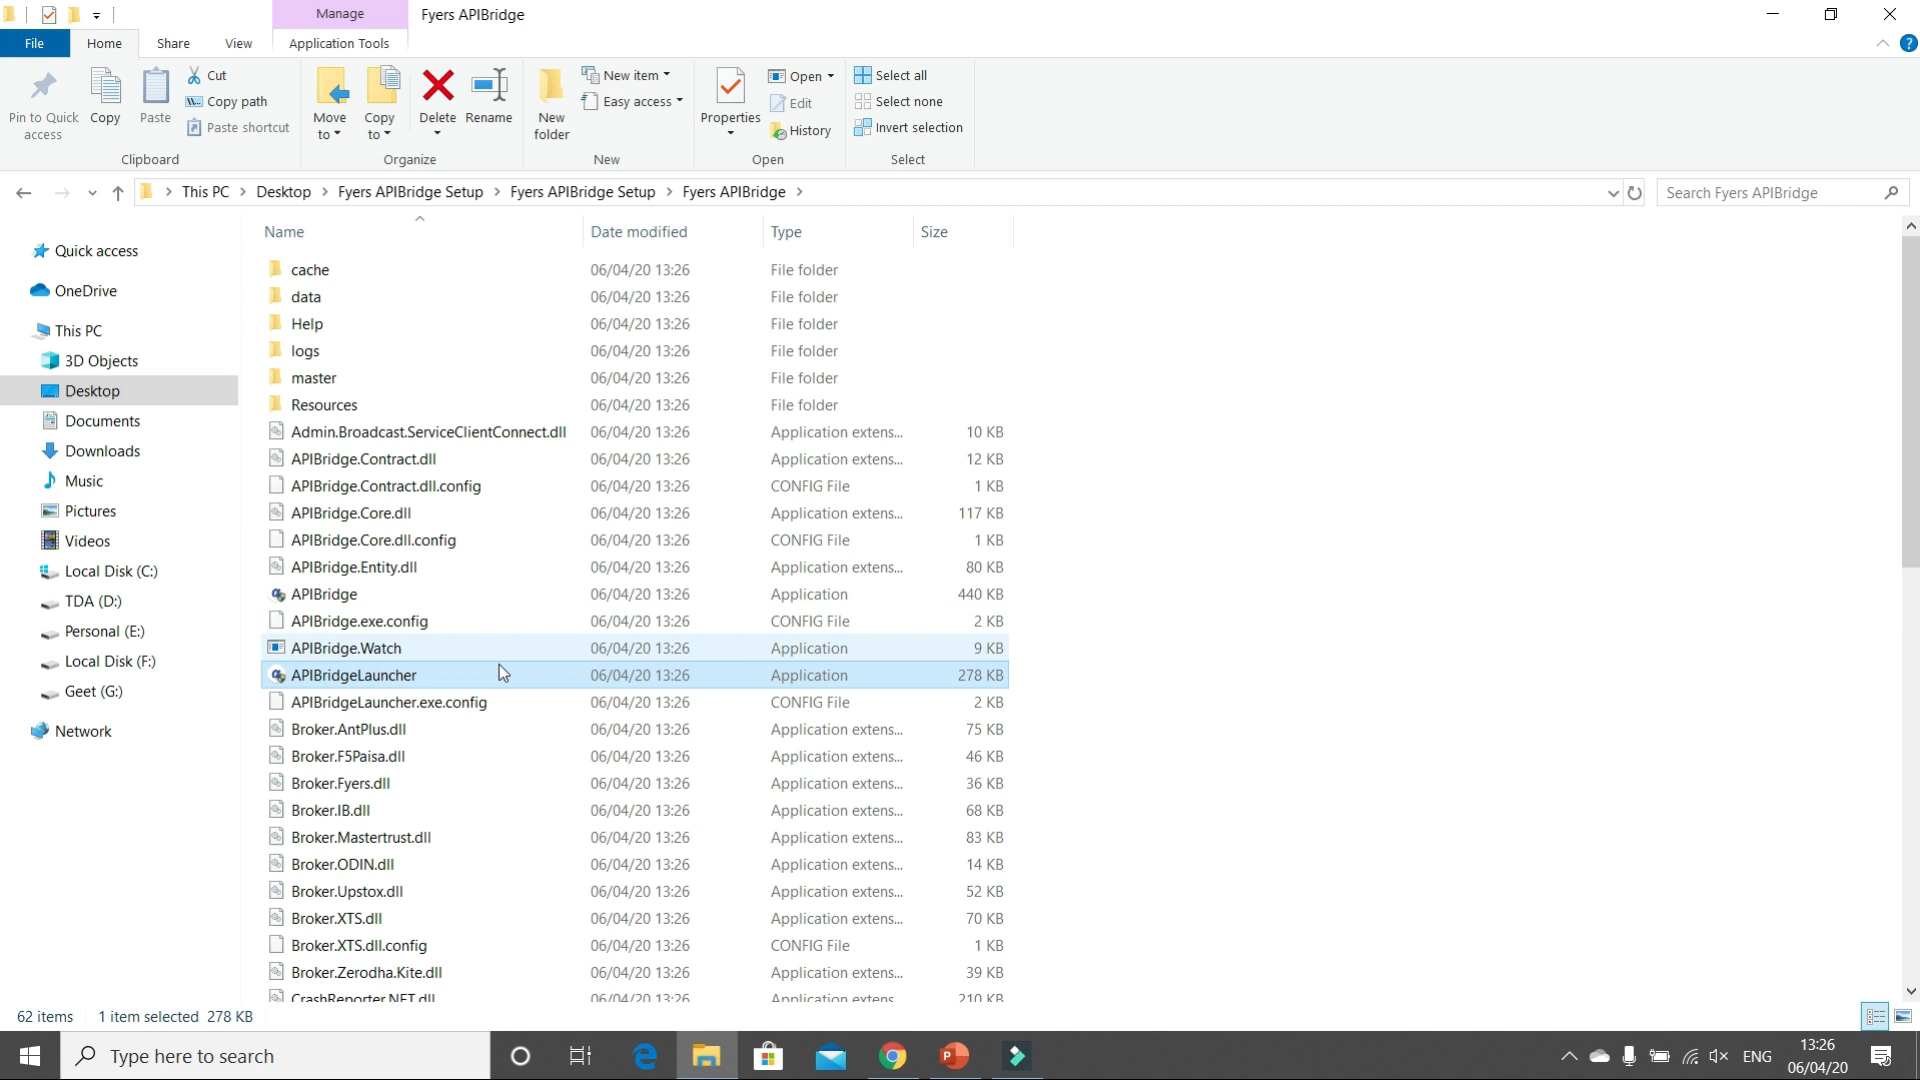 Manage
Fyers APIBridge
File
Home
Share
View
Application Tools
Pin to Quick access
Copy
Paste
Cut
Copy path
Paste shortcut
Clipboard
Move to
Copy to
Delete
Rename
Organize
New folder
New item
Easy access
New
Properties
Open
Edit
History
Open
Select all
Select none
Invert selection
Select
This PC > Desktop > Fyers APIBridge Setup > Fyers APIBridge Setup > Fyers APIBridge >
Search Fyers APIBridge
Quick access
OneDrive
This PC
3D Objects
Desktop
Documents
Downloads
Music
Pictures
Videos
Local Disk (C:)
TDA (D:)
Personal (E:)
Local Disk (F:)
Geet (G:)
Network
Name Date modified Type Size
cache 06/04/20 13:26 File folder
data 06/04/20 13:26 File folder
Help 06/04/20 13:26 File folder
logs 06/04/20 13:26 File folder
master 06/04/20 13:26 File folder
Resources 06/04/20 13:26 File folder
Admin.Broadcast.ServiceClientConnect.dll 06/04/20 13:26 Application extens... 10 KB
APIBridge.Contract.dll 06/04/20 13:26 Application extens... 12 KB
APIBridge.Contract.dll.config 06/04/20 13:26 CONFIG File 1 KB
APIBridge.Core.dll 06/04/20 13:26 Application extens... 117 KB
APIBridge.Core.dll.config 06/04/20 13:26 CONFIG File 1 KB
APIBridge.Entity.dll 06/04/20 13:26 Application extens... 80 KB
APIBridge 06/04/20 13:26 Application 440 KB
APIBridge.exe.config 06/04/20 13:26 CONFIG File 2 KB
APIBridge.Watch 06/04/20 13:26 Application 9 KB
APIBridgeLauncher 06/04/20 13:26 Application 278 KB
APIBridgeLauncher.exe.config 06/04/20 13:26 CONFIG File 2 KB
Broker.AntPlus.dll 06/04/20 13:26 Application extens... 75 KB
Broker.F5Paisa.dll 06/04/20 13:26 Application extens... 46 KB
Broker.Fyers.dll 06/04/20 13:26 Application extens... 36 KB
Broker.IB.dll 06/04/20 13:26 Application extens... 68 KB
Broker.Mastertrust.dll 06/04/20 13:26 Application extens... 83 KB
Broker.ODIN.dll 06/04/20 13:26 Application extens... 14 KB
Broker.Upstox.dll 06/04/20 13:26 Application extens... 52 KB
Broker.XTS.dll 06/04/20 13:26 Application extens... 70 KB
Broker.XTS.dll.config 06/04/20 13:26 CONFIG File 1 KB
Broker.Zerodha.Kite.dll 06/04/20 13:26 Application extens... 39 KB
CrashReporter.NET.dll 06/04/20 13:26 Application extens... 210 KB
62 items 1 item selected 278 KB
Type here to search
ENG
13:26
06/04/20